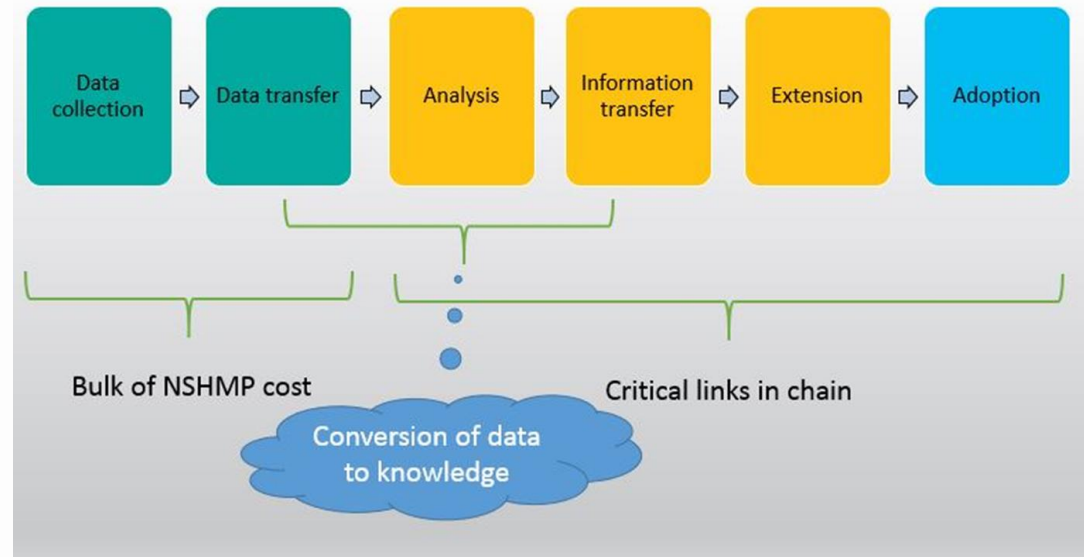 Data
collection
Data transfer
Analysis
Information
transfer
Extension
Adoption
Bulk of NSHMP cost
Critical links in chain
Conversion of data
to knowledge